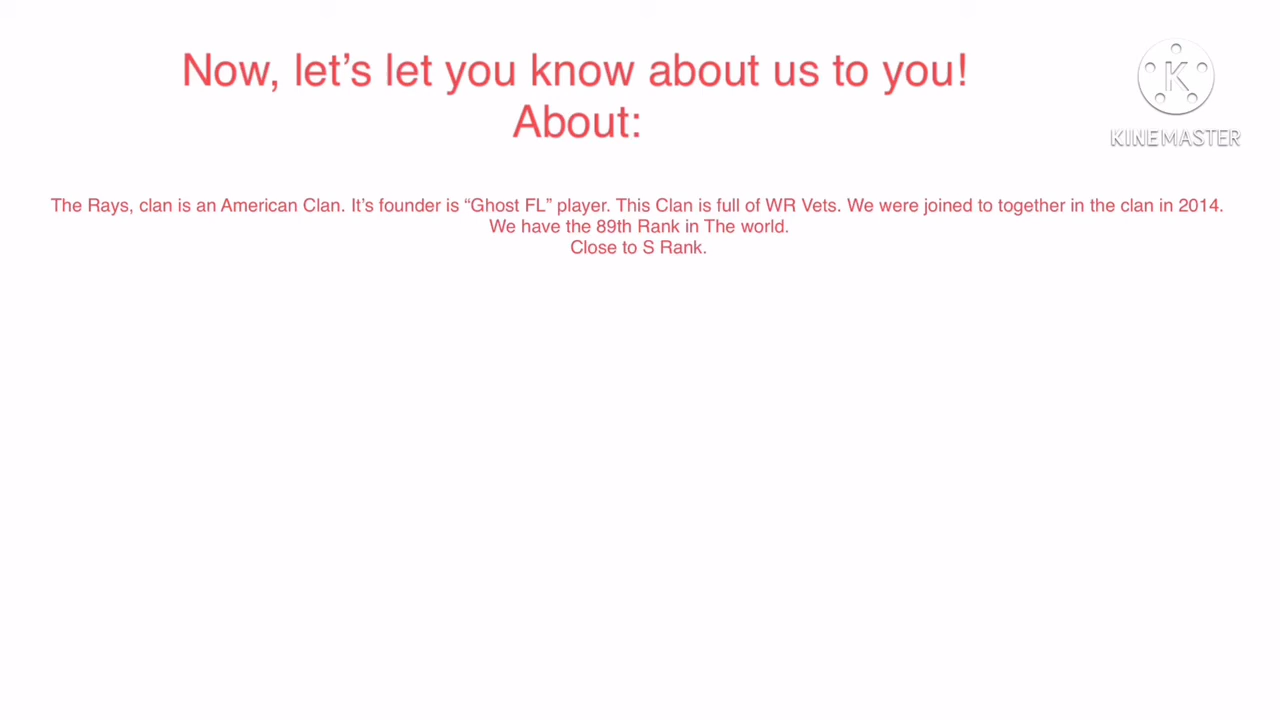 Now, let’s let you know about us to you!
About:
KINEMASTER
The Rays, clan is an American Clan. It’s founder is “Ghost FL” player. This Clan is full of WR Vets. We were joined to together in the clan in 2014.
We have the 89th Rank in The world.
Close to S Rank.